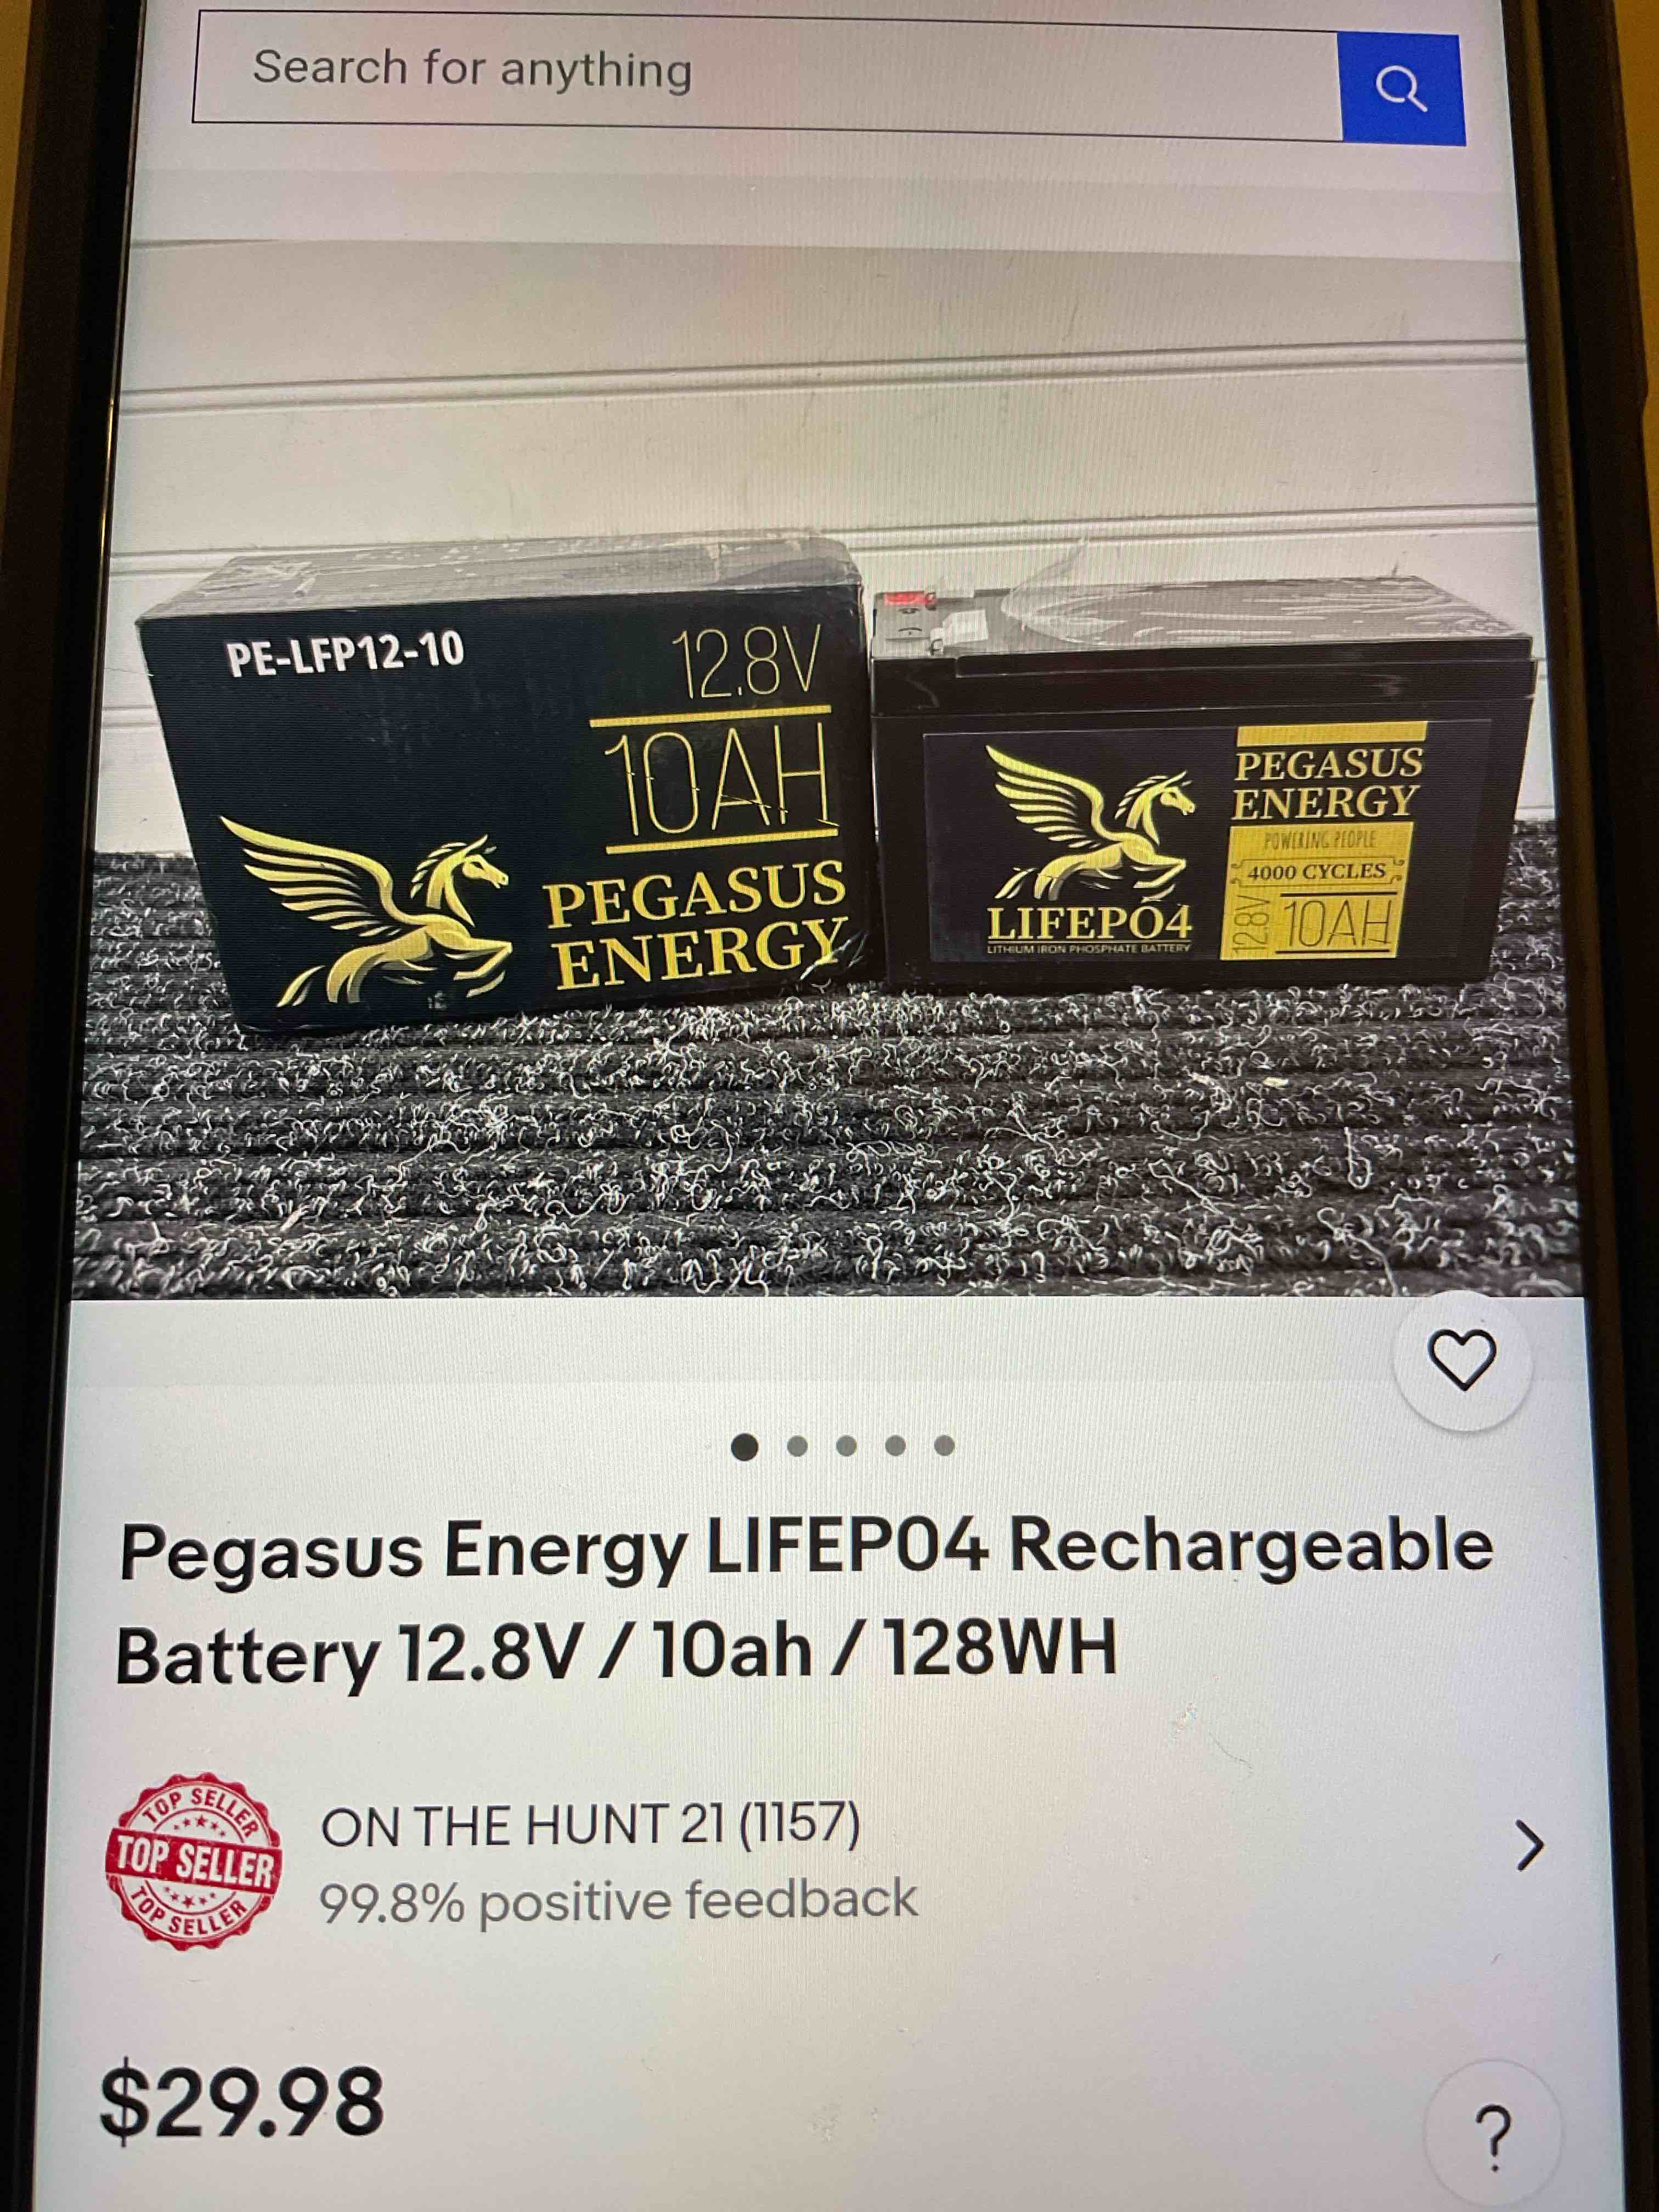 Search for anything
PE-LFP12-10
12.8V
10AH
PEGASUS
ENERGY
LIFEPO4
LITHIUM IRON PHOSPHATE BATTERY
PEGASUS
ENERGY
POWERING PEOPLE
4000 CYCLES
12.8V
10AH
Pegasus Energy LIFEPO4 Rechargeable
Battery 12.8V / 10ah / 128WH
TOP SELLER
TOP SELLER
TOP SELLER
ON THE HUNT 21 (1157)
99.8% positive feedback
$29.98
?